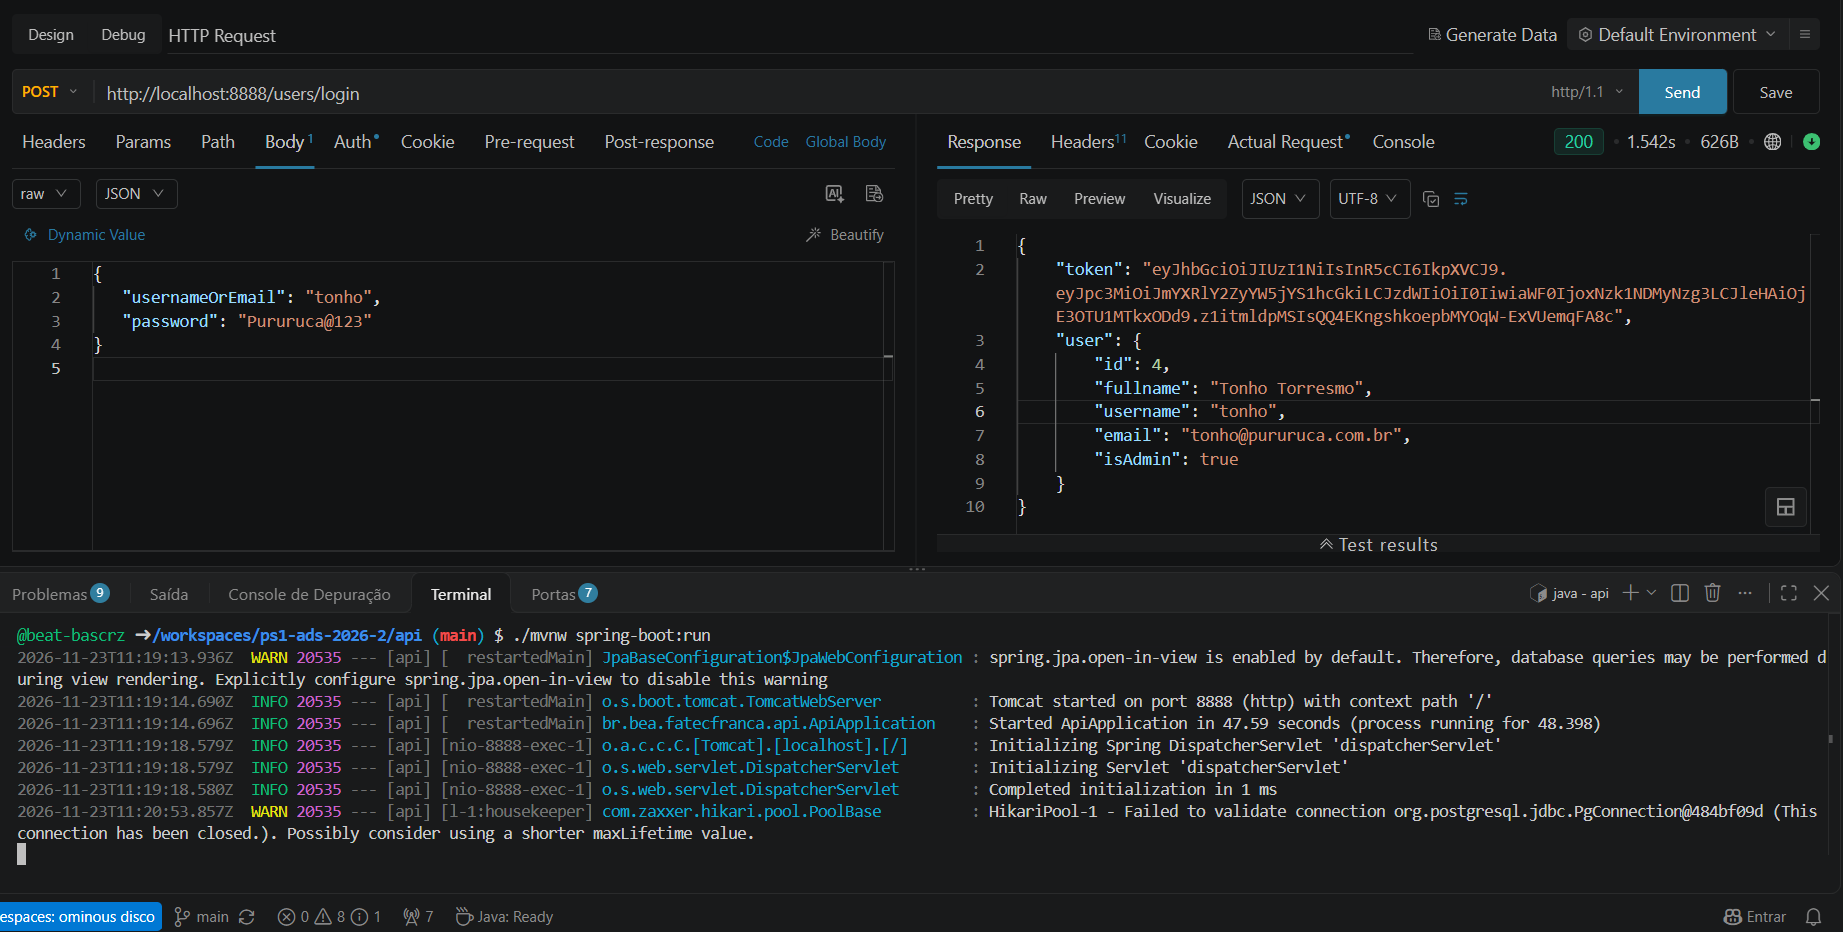 Design Debug HTTP Request Generate Data Default Environment
POST http://localhost:8888/users/login http/1.1 Send Save
Headers Params Path Body 1 Auth Cookie Pre-request Post-response Code Global Body
Response Headers 11 Cookie Actual Request Console 200 1.542s 626B
raw JSON
Pretty Raw Preview Visualize JSON UTF-8
Dynamic Value Beautify
1 {
2 "usernameOrEmail": "tonho",
3 "password": "Pururuca@123"
4 }
5
1 {
2 "token": "eyJhbGciOiJIUzI1NiIsInR5cCI6IkpXVCJ9.
eyJpc3MiOiJmYXRlY2ZyYW5jYS1hcGkiLCJzdWIiOiI0IiwiaWF0IjoxNzk1NDMyNzg3LCJleHAiOj
E3OTU1MTkxODd9.z1itmldpMSIsQQ4EKngshkoepbMYOqW-ExVUemqFA8c",
3 "user": {
4 "id": 4,
5 "fullname": "Tonho Torresmo",
6 "username": "tonho",
7 "email": "tonho@pururuca.com.br",
8 "isAdmin": true
9 }
10 }
Test results
Problemas 9 Saída Console de Depuração Terminal Portas 7 java - api
@beat-bascrz ➜/workspaces/ps1-ads-2026-2/api (main) $ ./mvnw spring-boot:run
2026-11-23T11:19:13.936Z WARN 20535 --- [api] [ restartedMain] JpaBaseConfiguration$JpaWebConfiguration : spring.jpa.open-in-view is enabled by default. Therefore, database queries may be performed d
uring view rendering. Explicitly configure spring.jpa.open-in-view to disable this warning
2026-11-23T11:19:14.690Z INFO 20535 --- [api] [ restartedMain] o.s.boot.tomcat.TomcatWebServer : Tomcat started on port 8888 (http) with context path '/'
2026-11-23T11:19:14.696Z INFO 20535 --- [api] [ restartedMain] br.bea.fatecfranca.api.ApiApplication : Started ApiApplication in 47.59 seconds (process running for 48.398)
2026-11-23T11:19:18.579Z INFO 20535 --- [api] [nio-8888-exec-1] o.a.c.c.C.[Tomcat].[localhost].[/] : Initializing Spring DispatcherServlet 'dispatcherServlet'
2026-11-23T11:19:18.579Z INFO 20535 --- [api] [nio-8888-exec-1] o.s.web.servlet.DispatcherServlet : Initializing Servlet 'dispatcherServlet'
2026-11-23T11:19:18.580Z INFO 20535 --- [api] [nio-8888-exec-1] o.s.web.servlet.DispatcherServlet : Completed initialization in 1 ms
2026-11-23T11:20:53.857Z WARN 20535 --- [api] [l-1:housekeeper] com.zaxxer.hikari.pool.PoolBase : HikariPool-1 - Failed to validate connection org.postgresql.jdbc.PgConnection@484bf09d (This
connection has been closed.). Possibly consider using a shorter maxLifetime value.
espaces: ominous disco main 0 8 1 7 Java: Ready Entrar